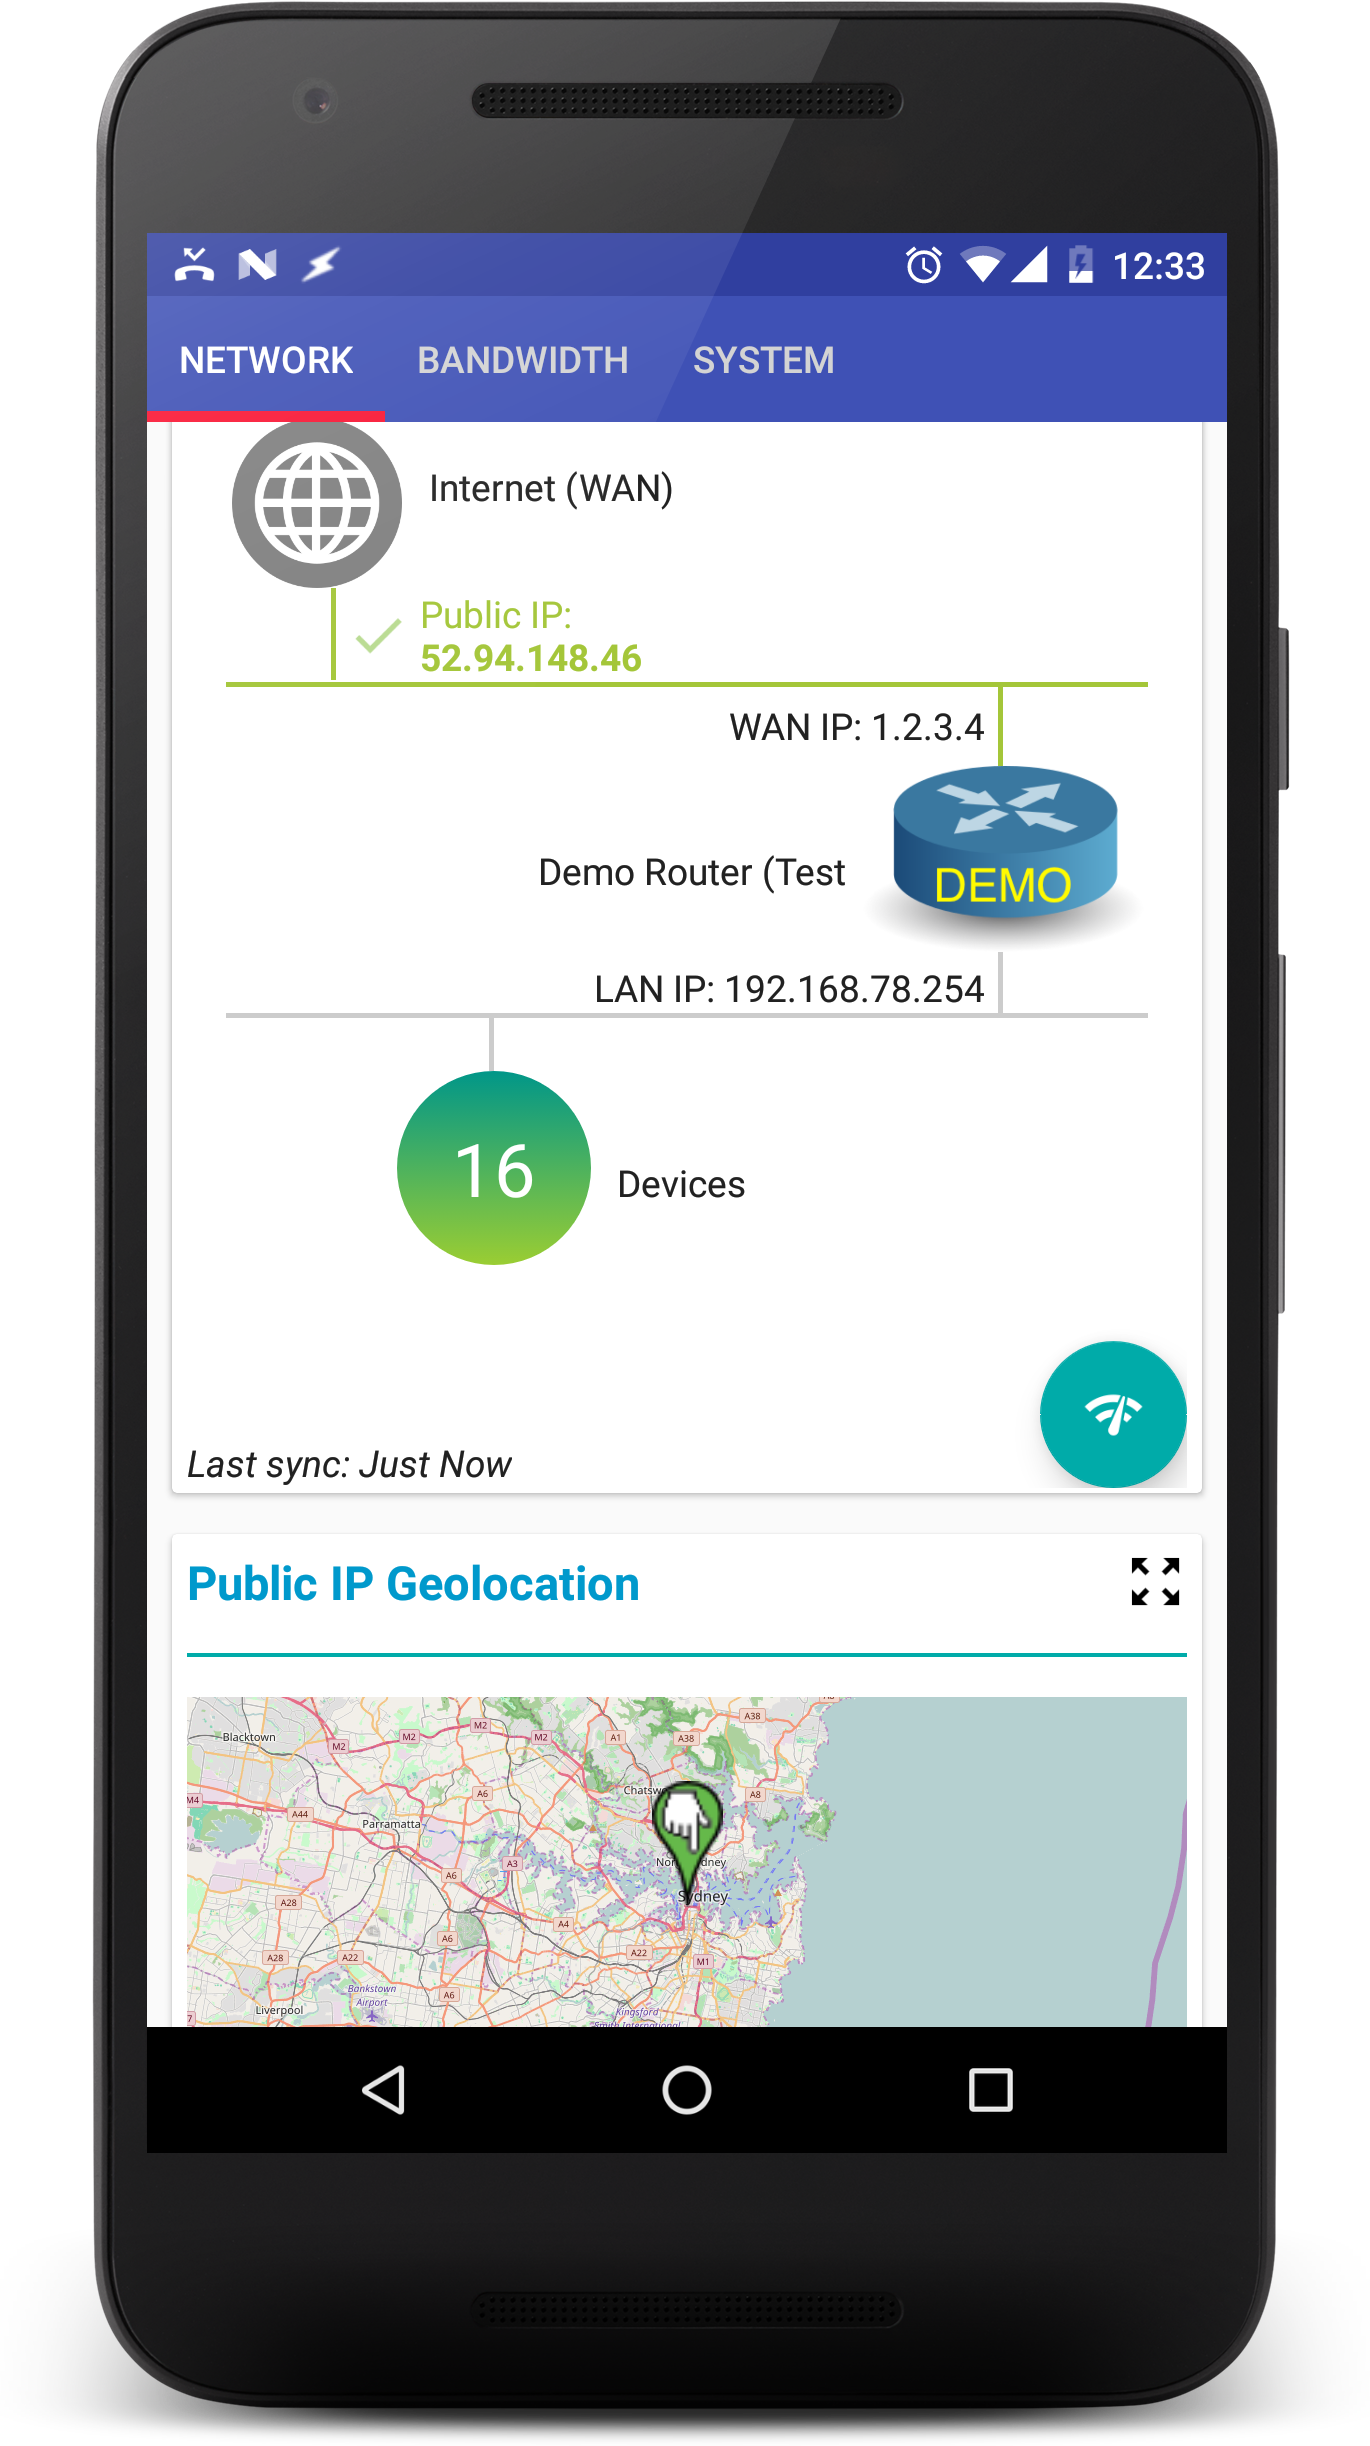 12:33
NETWORK BANDWIDTH SYSTEM
Internet (WAN)
Public IP:
52.94.148.46
WAN IP: 1.2.3.4
Demo Router (Test
DEMO
LAN IP: 192.168.78.254
16
Devices
Last sync: Just Now
Public IP Geolocation
A38
Blacktown
M2
M2
M2
M2
A1
A38
M4
A44
A6
A8
Parramatta
A3
A6
Sydney
A28
A4
A6
A22
M1
A28
A22
Bankstown
Airport
A6
Liverpool
7
Kingsford
Smith International